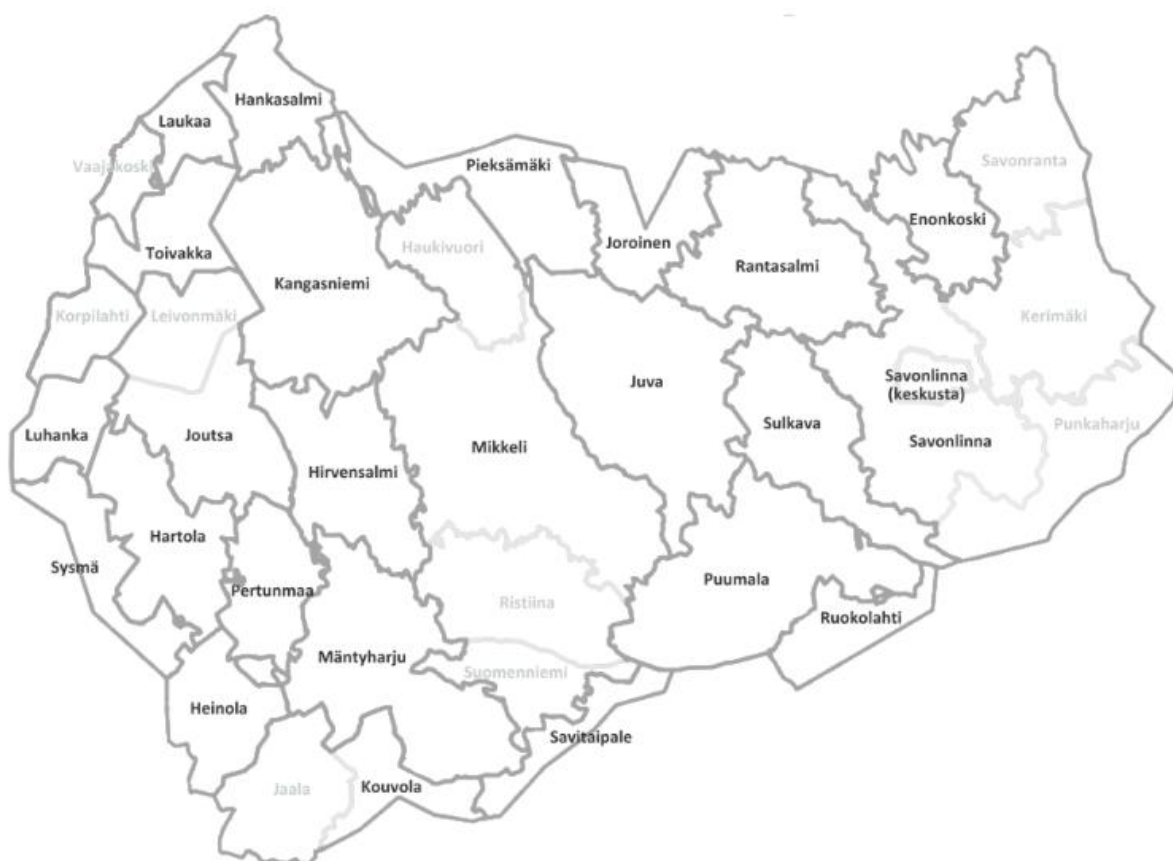 Hankasalmi
Laukaa
Vaajakoski
Pieksämäki
Savonranta
Enonkoski
Haukivuori
Joroinen
Toivakka
Rantasalmi
Kangasniemi
Korpilahti
Leivonmäki
Kerimäki
Juva
Savonlinna
(keskusta)
Sulkava
Punkaharju
Luhanka
Joutsa
Savonlinna
Mikkeli
Hirvensalmi
Hartola
Sysmä
Puumala
Pertunmaa
Ristiina
Ruokolahti
Mäntyharju
Suomenniemi
Heinola
Savitaipale
Kouvola
Jaala